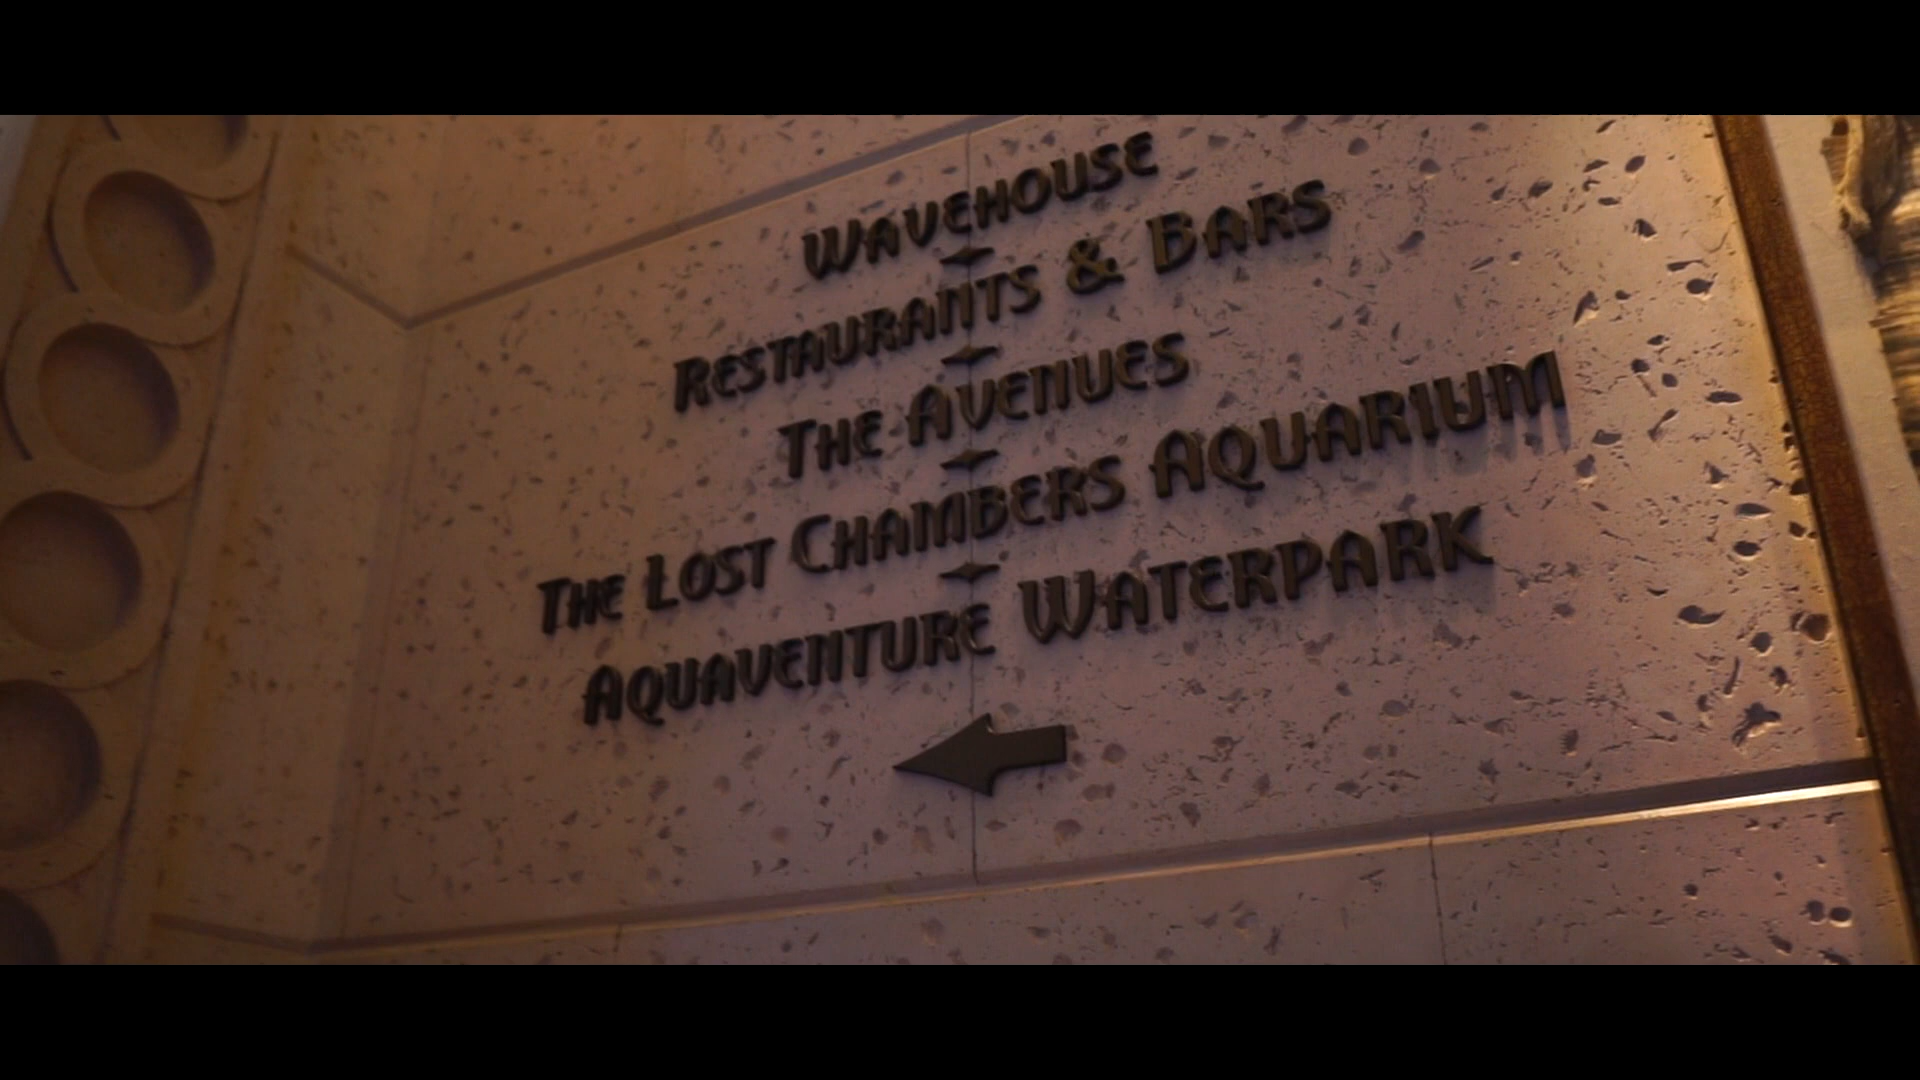 WAVEHOUSE
RESTAURANTS & BARS
THE AVENUES
THE LOST CHAMBERS AQUARIUM
AQUAVENTURE WATERPARK